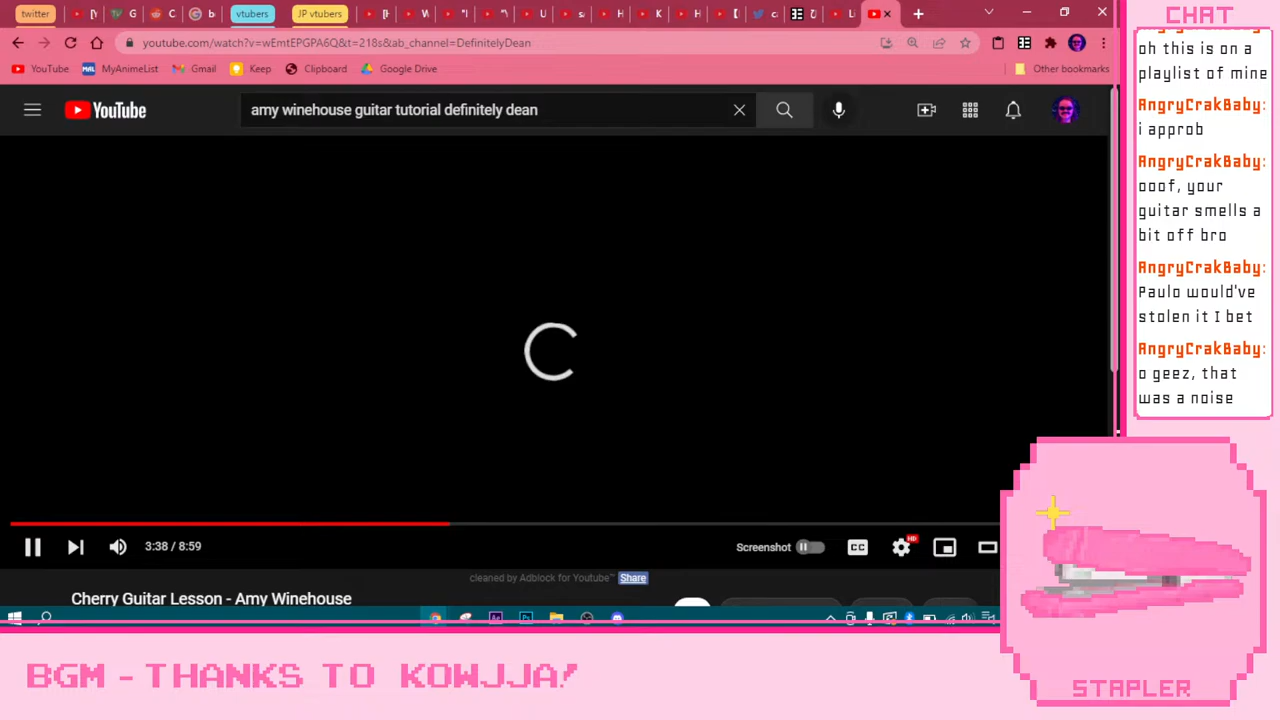 twitter
vtubers
JP vtubers
CHAT
youtube.com/watch?v=wEmtEPGPA6Q&t=218s&ab_channel=DefinitelyDean
YouTube
MyAnimeList
Gmail
Keep
Clipboard
Google Drive
Other bookmarks
YouTube
amy winehouse guitar tutorial definitely dean
oh this is on a
playlist of mine
AngryCrakBaby:
i approb
AngryCrakBaby:
ooof, your
guitar smells a
bit off bro
AngryCrakBaby:
Paulo would've
stolen it I bet
AngryCrakBaby:
o geez, that
was a noise
3:38 / 8:59
Screenshot
CC
HD
cleaned by Adblock for Youtube™ Share
Cherry Guitar Lesson - Amy Winehouse
BGM - THANKS TO KOWJJA!
STAPLER